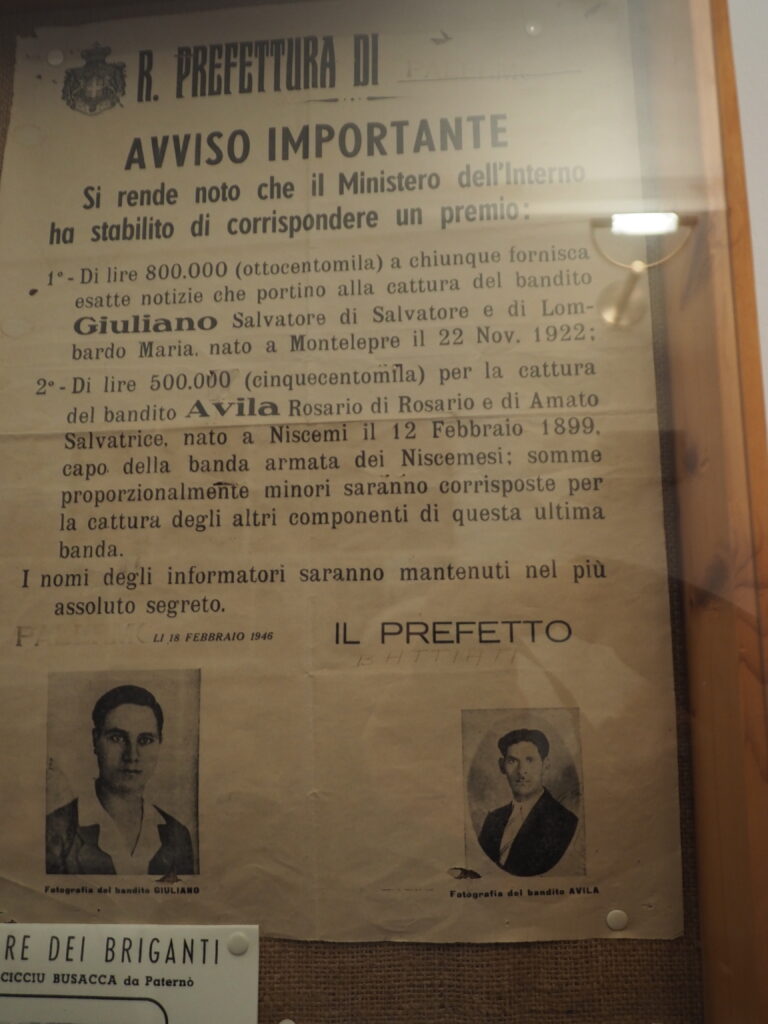 R. PREFETTURA DI PALERMO
AVVISO IMPORTANTE
Si rende noto che il Ministero dell'Interno
ha stabilito di corrispondere un premio:
1° - Di lire 800.000 (ottocentomila) a chiunque fornisca
esatte notizie che portino alla cattura del bandito
Giuliano Salvatore di Salvatore e di Lom-
bardo Maria, nato a Montelepre il 22 Nov. 1922;
2° - Di lire 500.000 (cinquecentomila) per la cattura
del bandito Avila Rosario di Rosario e di Amato
Salvatrice, nato a Niscemi il 12 Febbraio 1899,
capo della banda armata dei Niscemesi; somme
proporzionalmente minori saranno corrisposte per
la cattura degli altri componenti di questa ultima
banda.
I nomi degli informatori saranno mantenuti nel più
assoluto segreto.
PALERMO LI 18 FEBBRAIO 1946
IL PREFETTO
BATTIATI
Fotografia del bandito GIULIANO
Fotografia del bandito AVILA
RE DEI BRIGANTI
CICCIU BUSACCA da Paternò